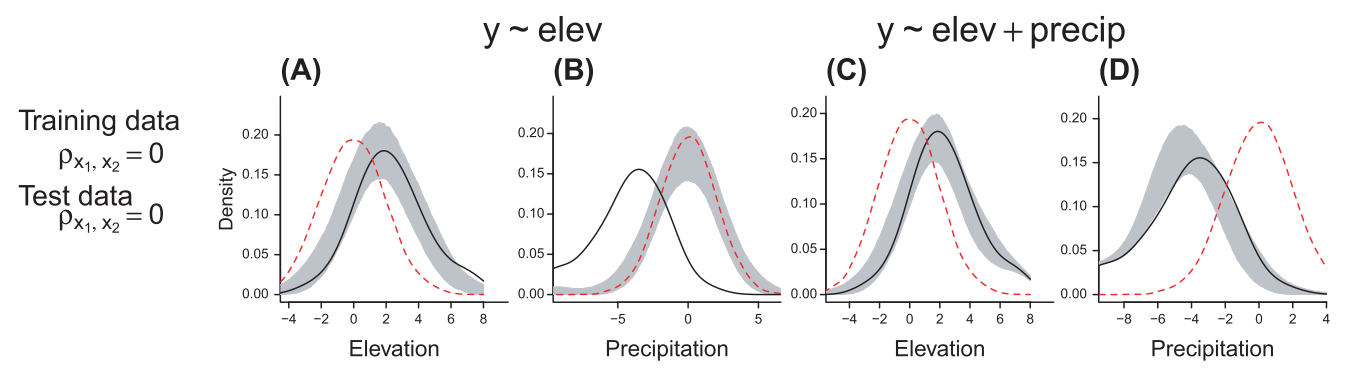 y ~ elev
y ~ elev + precip
(A)
(B)
(C)
(D)
Training data
ρx₁, x₂ = 0
Test data
ρx₁, x₂ = 0
Density
0.20
0.15
0.10
0.05
0.00
−4 −2 0 2 4 6 8
Elevation
0.20
0.15
0.10
0.05
0.00
−5 0 5
Precipitation
0.20
0.15
0.10
0.05
0.00
−4 −2 0 2 4 6 8
Elevation
0.20
0.15
0.10
0.05
0.00
−8 −6 −4 −2 0 2 4
Precipitation